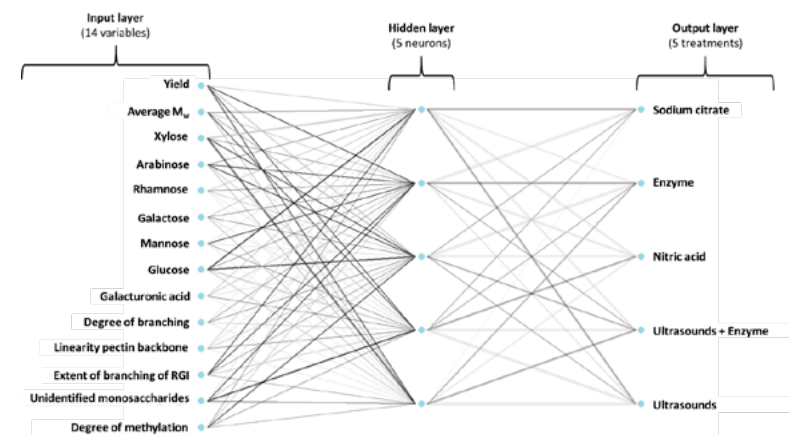 Input layer
(14 variables)
Hidden layer
(5 neurons)
Output layer
(5 treatments)
Yield
Average Mw
Xylose
Arabinose
Rhamnose
Galactose
Mannose
Glucose
Galacturonic acid
Degree of branching
Linearity pectin backbone
Extent of branching of RGI
Unidentified monosaccharides
Degree of methylation
Sodium citrate
Enzyme
Nitric acid
Ultrasounds + Enzyme
Ultrasounds